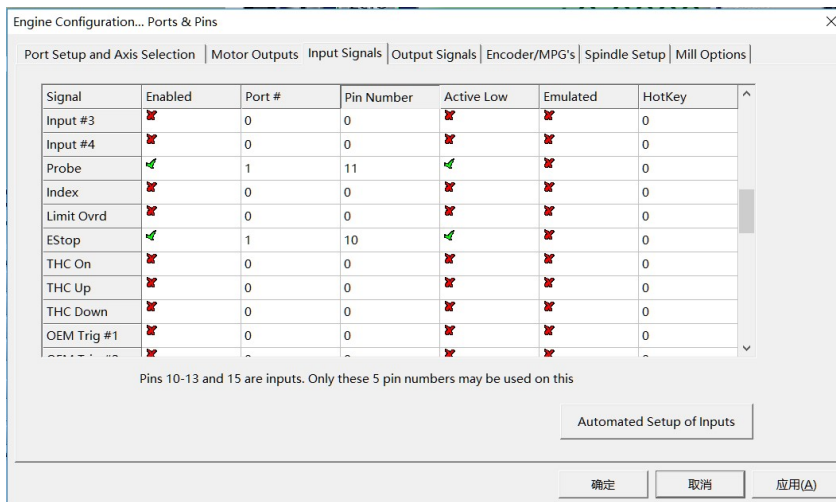 Engine Configuration... Ports & Pins
Port Setup and Axis Selection Motor Outputs Input Signals Output Signals Encoder/MPG's Spindle Setup Mill Options
Signal Enabled Port # Pin Number Active Low Emulated HotKey
Input #3 0 0 0
Input #4 0 0 0
Probe 1 11 0
Index 0 0 0
Limit Ovrd 0 0 0
EStop 1 10 0
THC On 0 0 0
THC Up 0 0 0
THC Down 0 0 0
OEM Trig #1 0 0 0
Pins 10-13 and 15 are inputs. Only these 5 pin numbers may be used on this
Automated Setup of Inputs
确定 取消 应用(A)